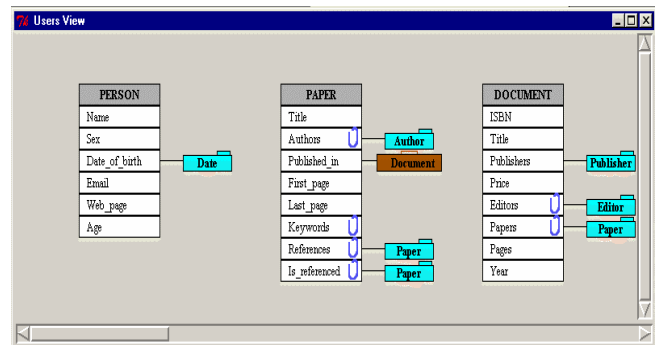 Users View
PERSON
Name
Sex
Date_of_birth
Date
Email
Web_page
Age
PAPER
Title
Authors
Author
Published_in
Document
First_page
Last_page
Keywords
References
Paper
Is_referenced
Paper
DOCUMENT
ISBN
Title
Publishers
Publisher
Price
Editors
Editor
Papers
Paper
Pages
Year